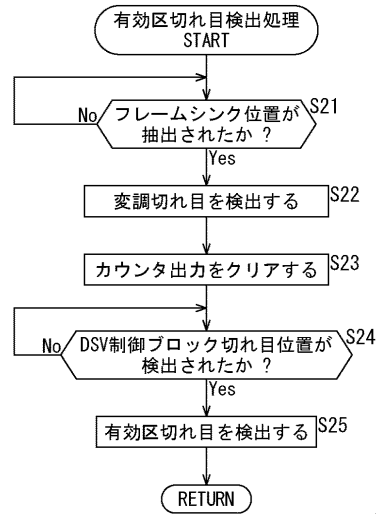 有効区切れ目検出処理
START
フレームシンク位置が
抽出されたか ?
S21
No
Yes
変調切れ目を検出する
S22
カウンタ出力をクリアする
S23
DSV制御ブロック切れ目位置が
検出されたか ?
S24
No
Yes
有効区切れ目を検出する
S25
RETURN